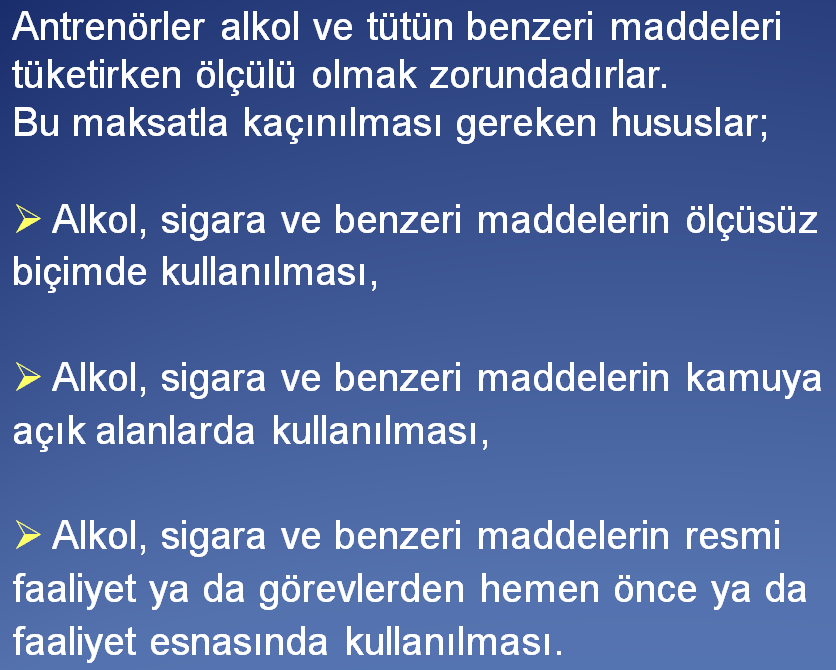 Antrenörler alkol ve tütün benzeri maddeleri
tüketirken ölçülü olmak zorundadırlar.
Bu maksatla kaçınılması gereken hususlar;
➢ Alkol, sigara ve benzeri maddelerin ölçüsüz
biçimde kullanılması,
➢ Alkol, sigara ve benzeri maddelerin kamuya
açık alanlarda kullanılması,
➢ Alkol, sigara ve benzeri maddelerin resmi
faaliyet ya da görevlerden hemen önce ya da
faaliyet esnasında kullanılması.